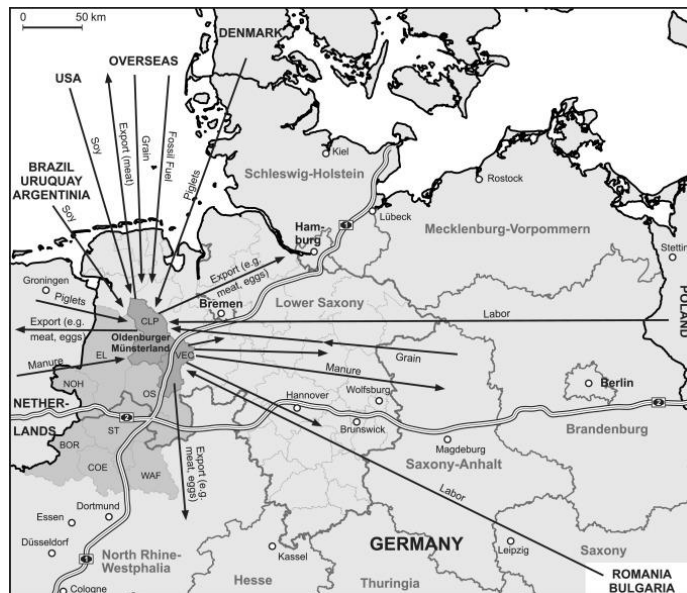 0 50 km
DENMARK
OVERSEAS
USA
Soy
Export (meat)
Grain
Fossil Fuel
Piglets
Kiel
Schleswig-Holstein
Rostock
BRAZIL
URUQUAY
ARGENTINIA
Soy
Lübeck
1
Ham-
burg
Mecklenburg-Vorpommern
Stettin
Groningen
Piglets
Export (e.g.
meat, eggs)
Bremen
Lower Saxony
POLAND
CLP
Labor
Export (e.g.
meat, eggs)
Oldenburger
Münsterland
EL
VEC
Grain
Manure
Manure
NOH
OS
Hannover
Wolfsburg
Berlin
NETHER-
LANDS
2
2
ST
Brunswick
Brandenburg
BOR
Magdeburg
Saxony-Anhalt
COE
WAF
Export (e.g.
meat, eggs)
Labor
Essen
Dortmund
Düsseldorf
GERMANY
Leipzig
Saxony
North Rhine-
Westphalia
1
Kassel
Hesse
Thuringia
ROMANIA
BULGARIA
Cologne